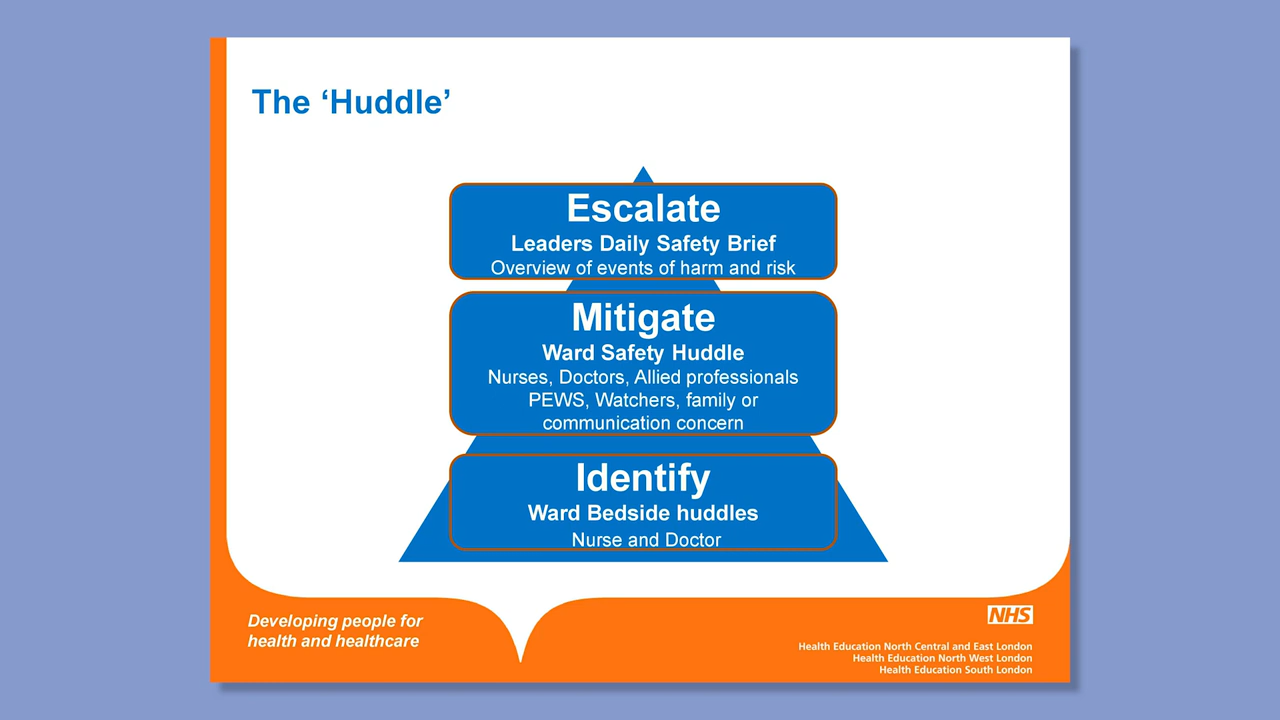 The ‘Huddle’
Escalate
Leaders Daily Safety Brief
Overview of events of harm and risk
Mitigate
Ward Safety Huddle
Nurses, Doctors, Allied professionals
PEWS, Watchers, family or
communication concern
Identify
Ward Bedside huddles
Nurse and Doctor
Developing people for
health and healthcare
NHS
Health Education North Central and East London
Health Education North West London
Health Education South London